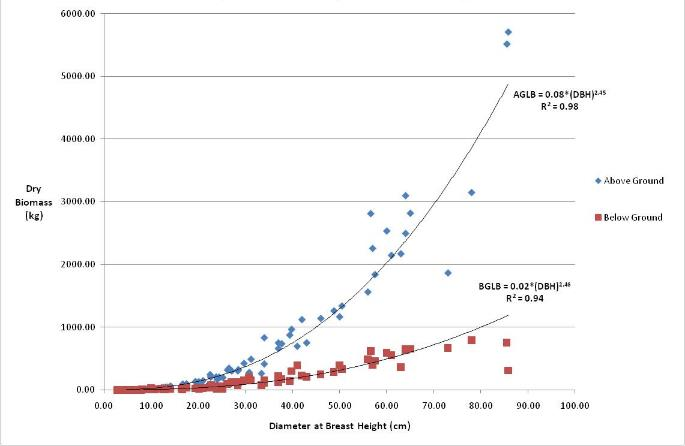 6000.00
5000.00
4000.00
3000.00
2000.00
1000.00
0.00
Dry
Biomass
(kg)
AGLB = 0.08*(DBH)^2.45
R² = 0.98
BGLB = 0.02*(DBH)^2.46
R² = 0.94
Above Ground
Below Ground
0.00 10.00 20.00 30.00 40.00 50.00 60.00 70.00 80.00 90.00 100.00
Diameter at Breast Height (cm)